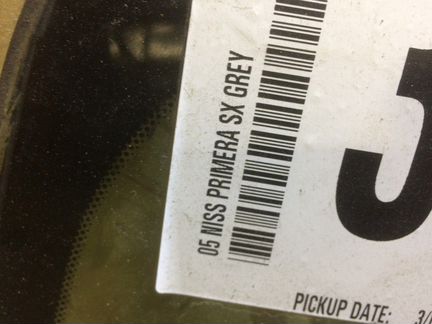 05 NISS PRIMERA SX GREY
PICKUP DATE: